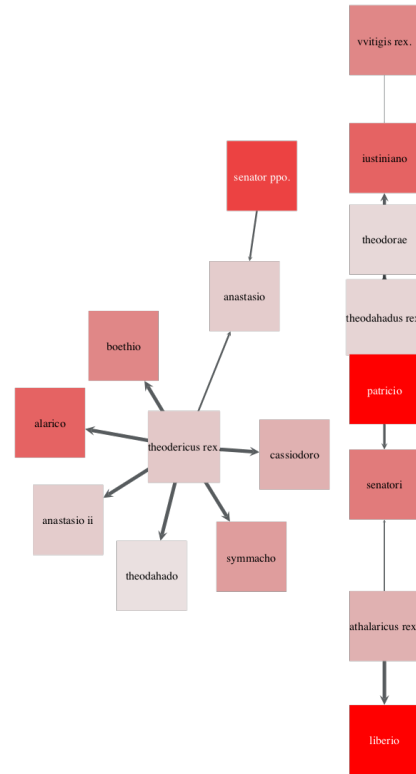 vvitigis rex.
iustiniano
senator ppo.
theodorae
anastasio
theodahadus rex
boethio
patricio
alarico
theodericus rex.
cassiodoro
senatori
anastasio ii
theodahado
symmacho
athalaricus rex
liberio